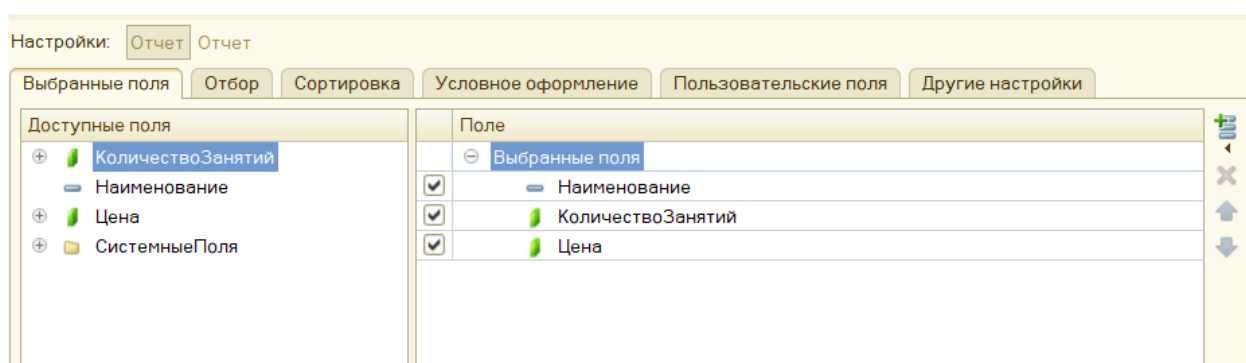 Настройки: Отчет Отчет
Выбранные поля Отбор Сортировка Условное оформление Пользовательские поля Другие настройки
Доступные поля Поле
КоличествоЗанятий Выбранные поля
Наименование Наименование
Цена КоличествоЗанятий
СистемныеПоля Цена